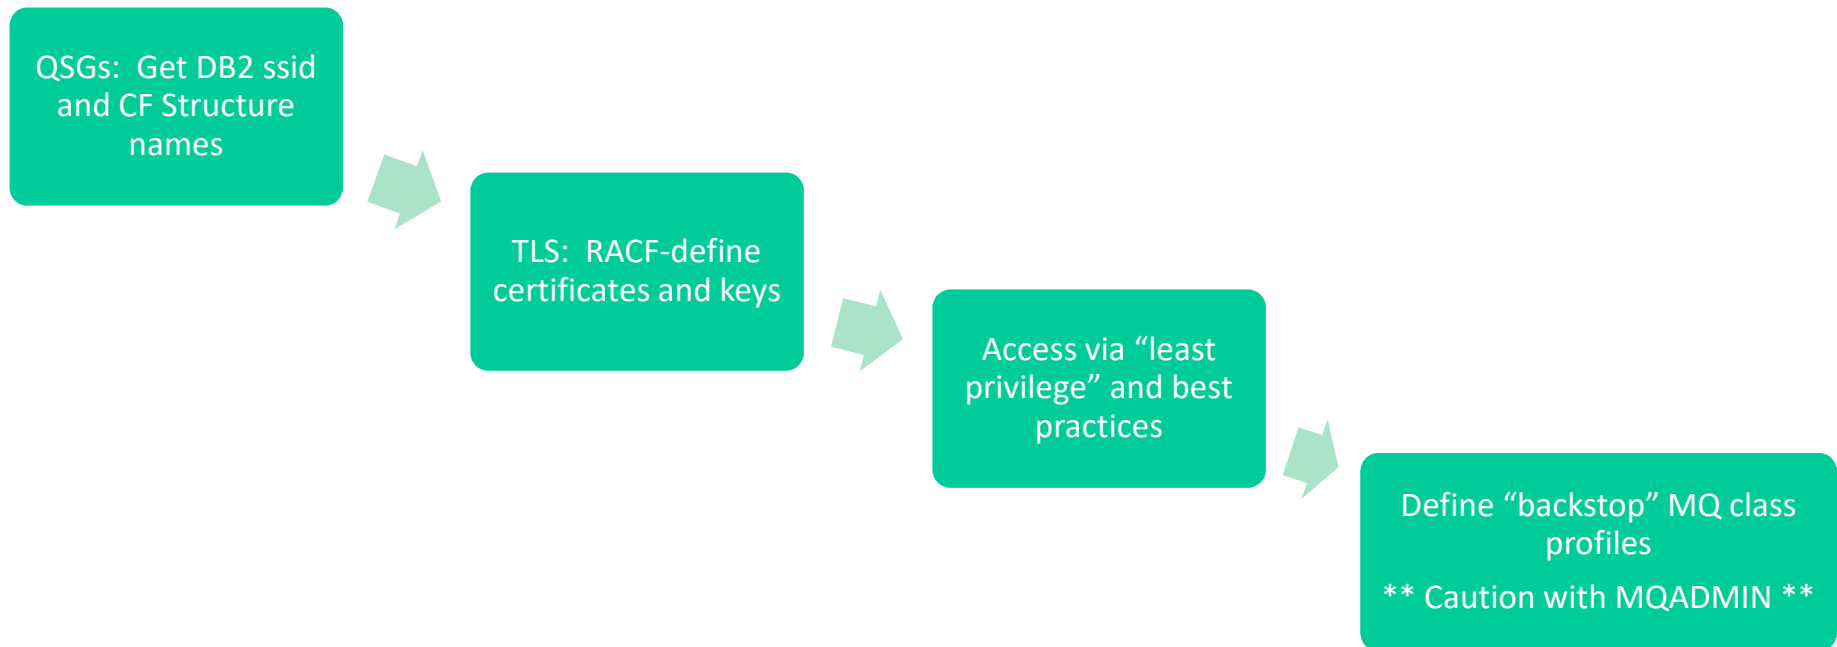 QSGs:  Get DB2 ssid
and CF Structure
names
TLS:  RACF-define
certificates and keys
Access via “least
privilege” and best
practices
Define “backstop” MQ class
profiles
** Caution with MQADMIN **